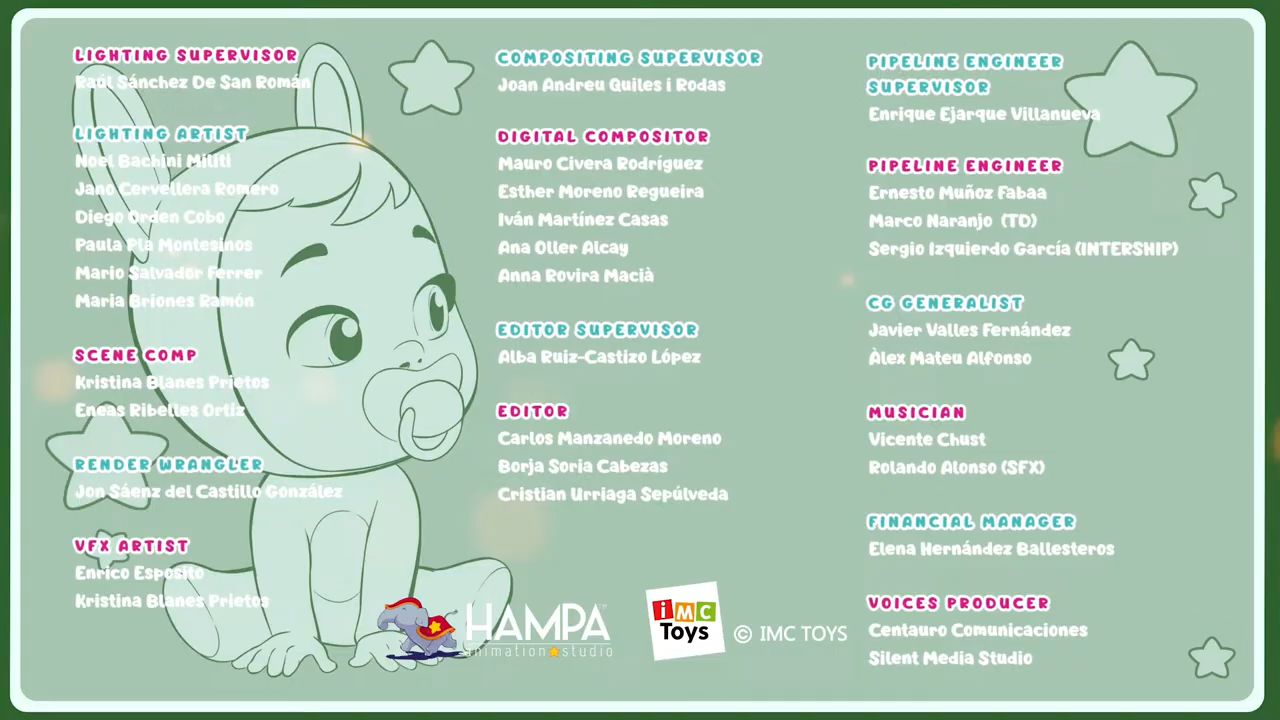 LIGHTING SUPERVISOR
Raúl Sánchez De San Román
LIGHTING ARTIST
Noel Bachini Militi
Jano Cervellera Romero
Diego Orden Cobo
Paula Pla Montesinos
Mario Salvador Ferrer
Maria Briones Ramón
SCENE COMP
Kristina Blanes Prietos
Eneas Ribelles Ortiz
RENDER WRANGLER
Jon Sáenz del Castillo González
VFX ARTIST
Enrico Esposito
Kristina Blanes Prietos
COMPOSITING SUPERVISOR
Joan Andreu Quiles i Rodas
DIGITAL COMPOSITOR
Mauro Civera Rodríguez
Esther Moreno Regueira
Iván Martínez Casas
Ana Oller Alcay
Anna Rovira Macià
EDITOR SUPERVISOR
Alba Ruiz-Castizo López
EDITOR
Carlos Manzanedo Moreno
Borja Soria Cabezas
Cristian Urriaga Sepúlveda
PIPELINE ENGINEER
SUPERVISOR
Enrique Ejarque Villanueva
PIPELINE ENGINEER
Ernesto Muñoz Fabaa
Marco Naranjo (TD)
Sergio Izquierdo García (INTERSHIP)
CG GENERALIST
Javier Valles Fernández
Àlex Mateu Alfonso
MUSICIAN
Vicente Chust
Rolando Alonso (SFX)
FINANCIAL MANAGER
Elena Hernández Ballesteros
VOICES PRODUCER
Centauro Comunicaciones
Silent Media Studio
HAMPA™
animation studio
iMC
Toys
© IMC TOYS